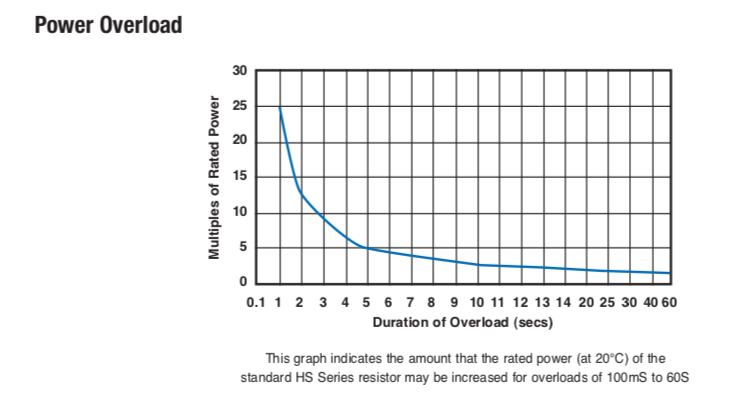 Power Overload
30
25
20
15
10
5
0
Multiples of Rated Power
0.1 1 2 3 4 5 6 7 8 9 10 11 12 13 14 20 25 30 40 60
Duration of Overload (secs)
This graph indicates the amount that the rated power (at 20°C) of the
standard HS Series resistor may be increased for overloads of 100mS to 60S